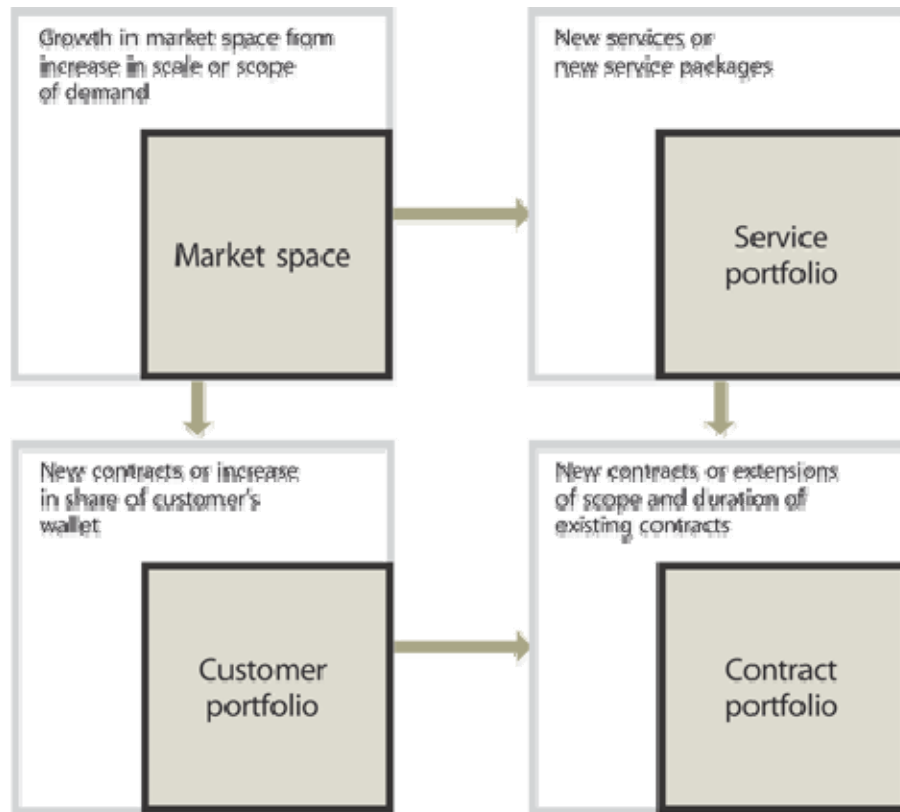 Growth in market space from
increase in scale or scope
of demand
Market space
New services or
new service packages
Service
portfolio
New contracts or increase
in share of customer's
wallet
Customer
portfolio
New contracts or extensions
of scope and duration of
existing contracts
Contract
portfolio